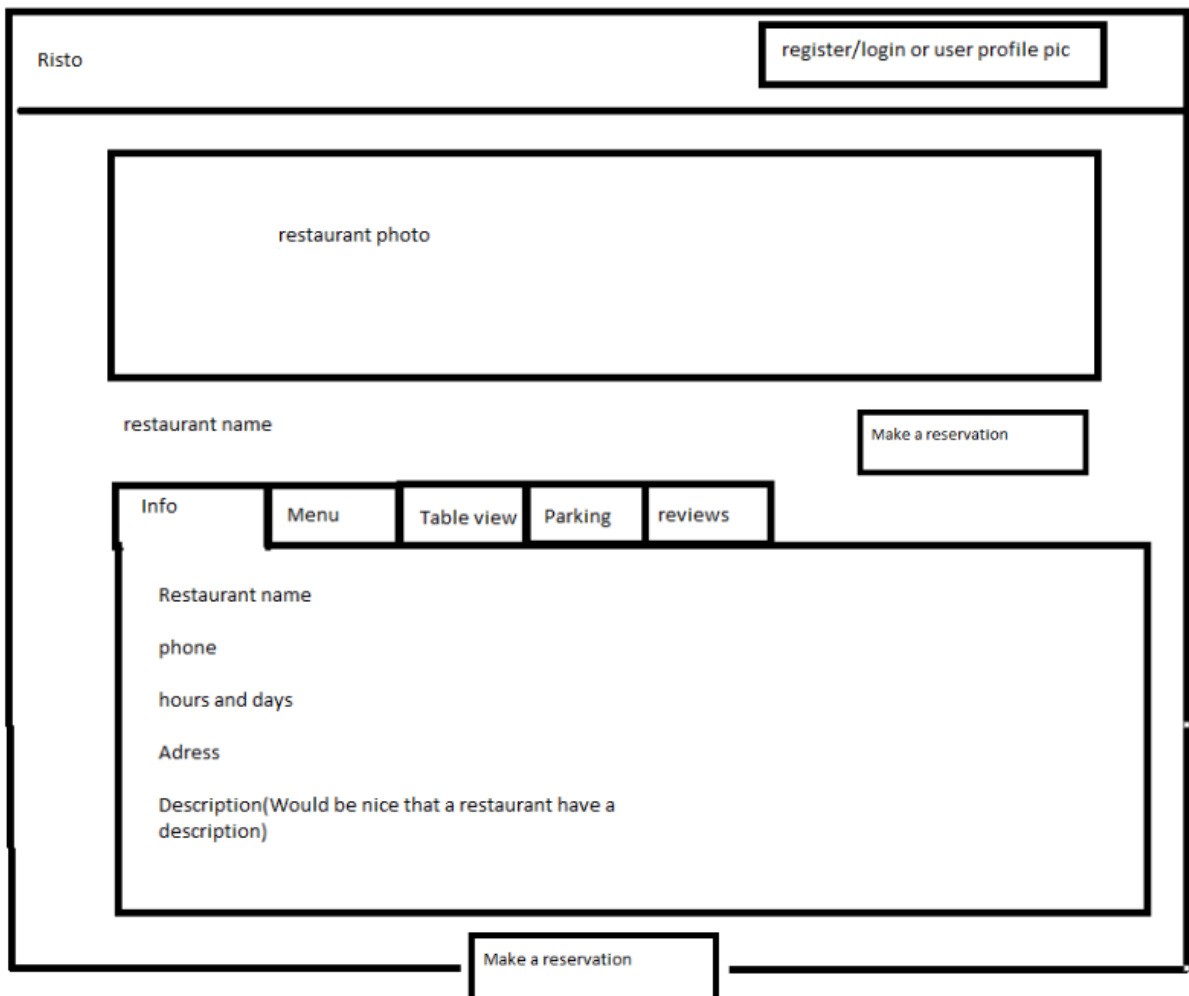 Risto
register/login or user profile pic
restaurant photo
restaurant name
Make a reservation
Info
Menu
Table view
Parking
reviews
Restaurant name
phone
hours and days
Adress
Description(Would be nice that a restaurant have a
description)
Make a reservation